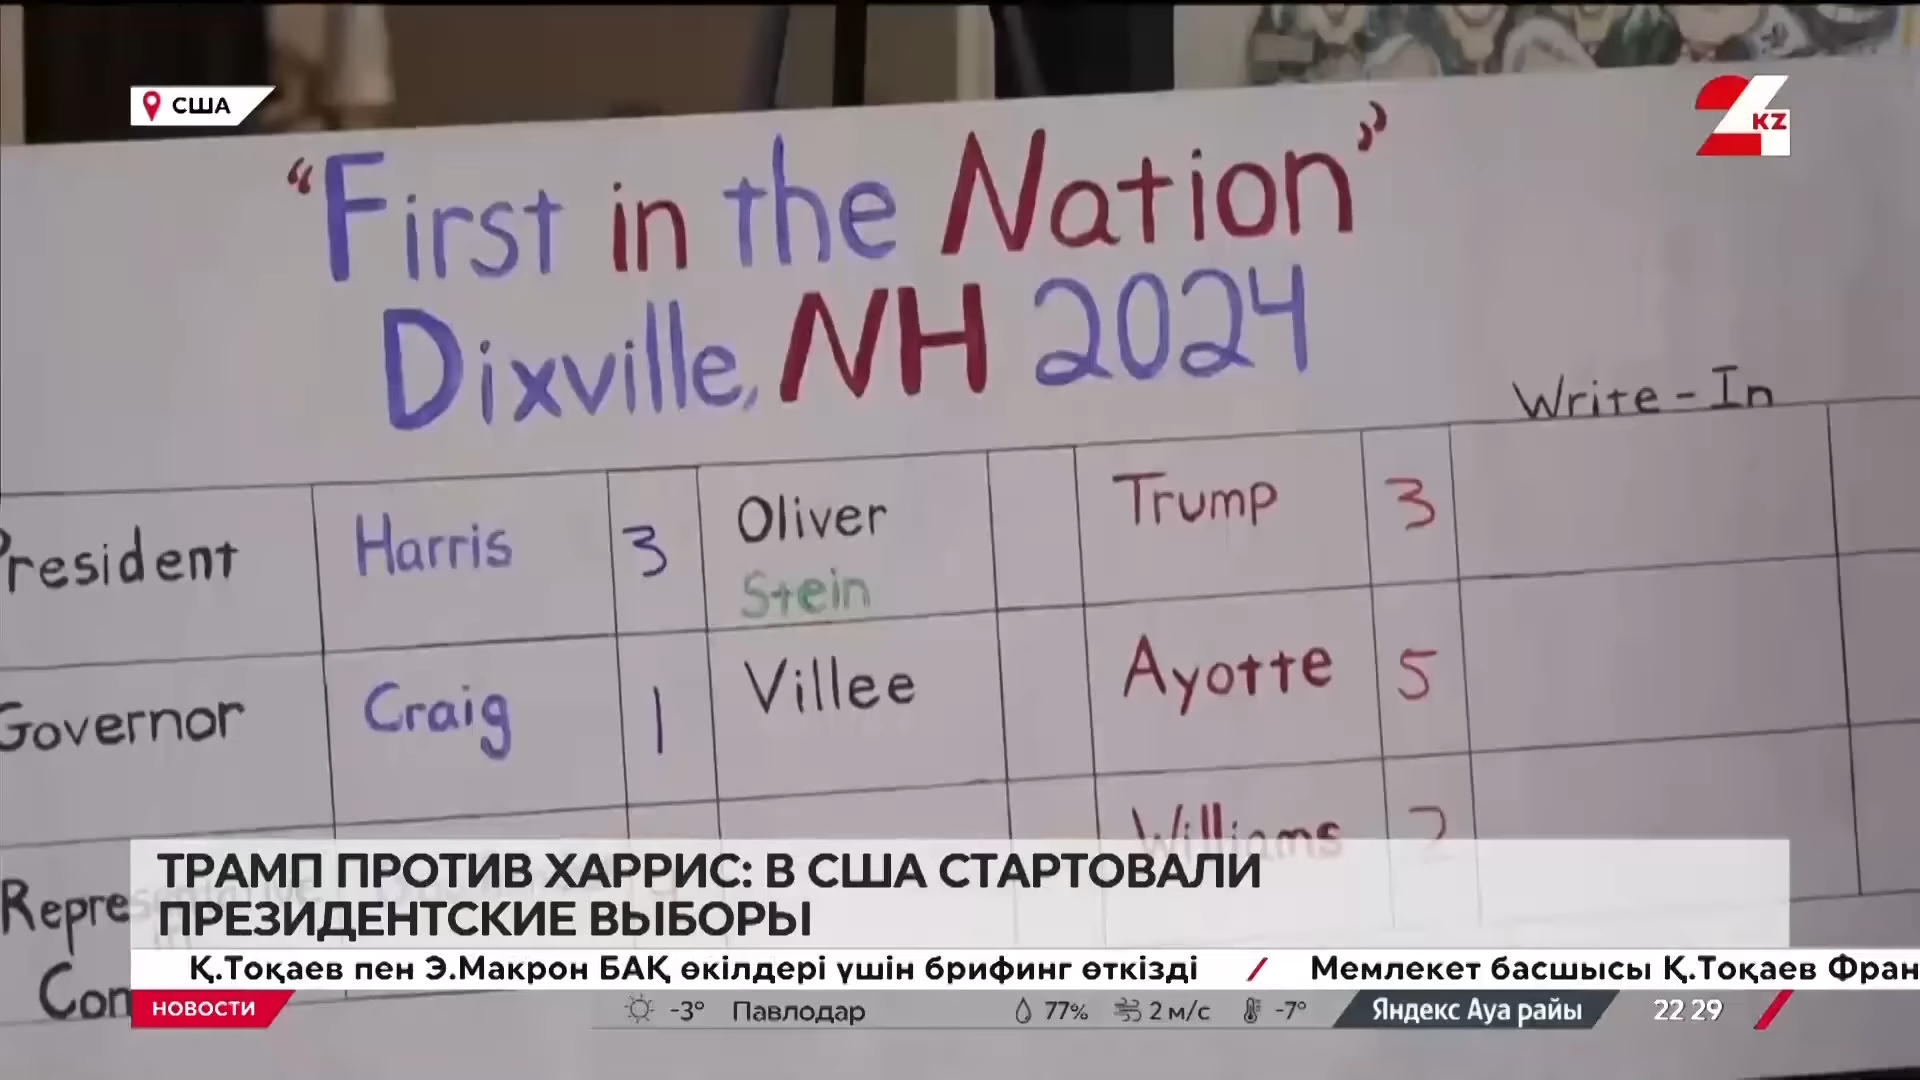 США
24 KZ
“First in the Nation”
Dixville, NH 2024
Write-In
President Harris 3 Oliver Stein Trump 3
Governor Craig 1 Villee Ayotte 5
Williams 2
ТРАМП ПРОТИВ ХАРРИС: В США СТАРТОВАЛИ
ПРЕЗИДЕНТСКИЕ ВЫБОРЫ
Қ.Тоқаев пен Э.Макрон БАҚ өкілдері үшін брифинг өткізді / Мемлекет басшысы Қ.Тоқаев Фран
НОВОСТИ -3° Павлодар 77% 2 м/с -7° Яндекс Ауа райы 22 29